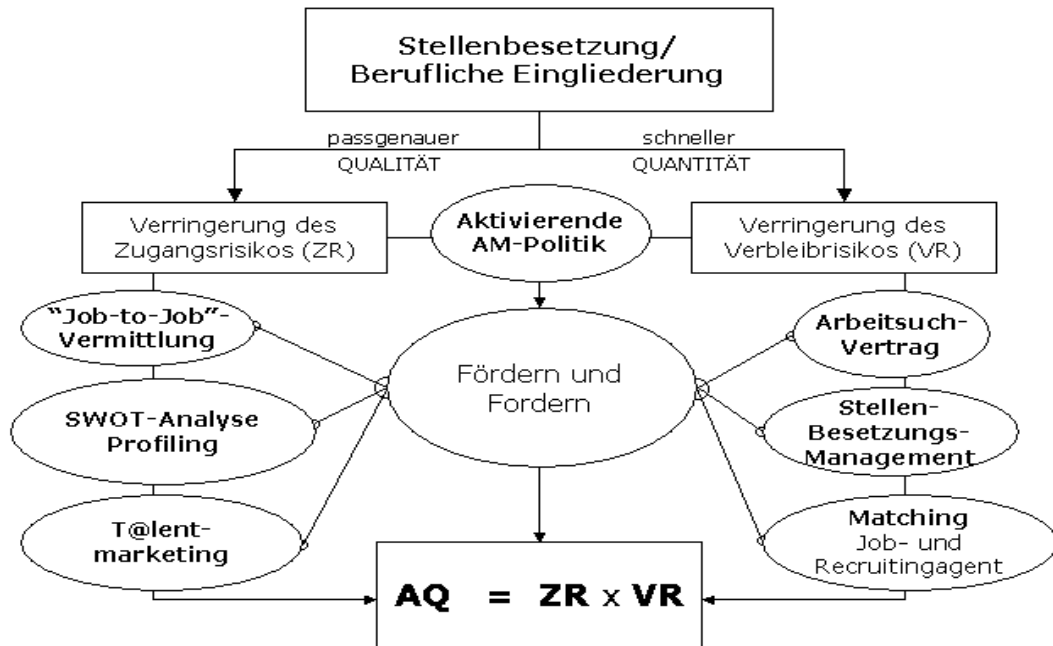 Stellenbesetzung/
Berufliche Eingliederung
passgenauer
QUALITÄT
schneller
QUANTITÄT
Verringerung des
Zugangsrisikos (ZR)
Aktivierende
AM-Politik
Verringerung des
Verbleibrisikos (VR)
"Job-to-Job"-
Vermittlung
SWOT-Analyse
Profiling
T@lent-
marketing
Fördern und
Fordern
Arbeitsuch-
Vertrag
Stellen-
Besetzungs-
Management
Matching
Job- und
Recruitingagent
AQ = ZR x VR